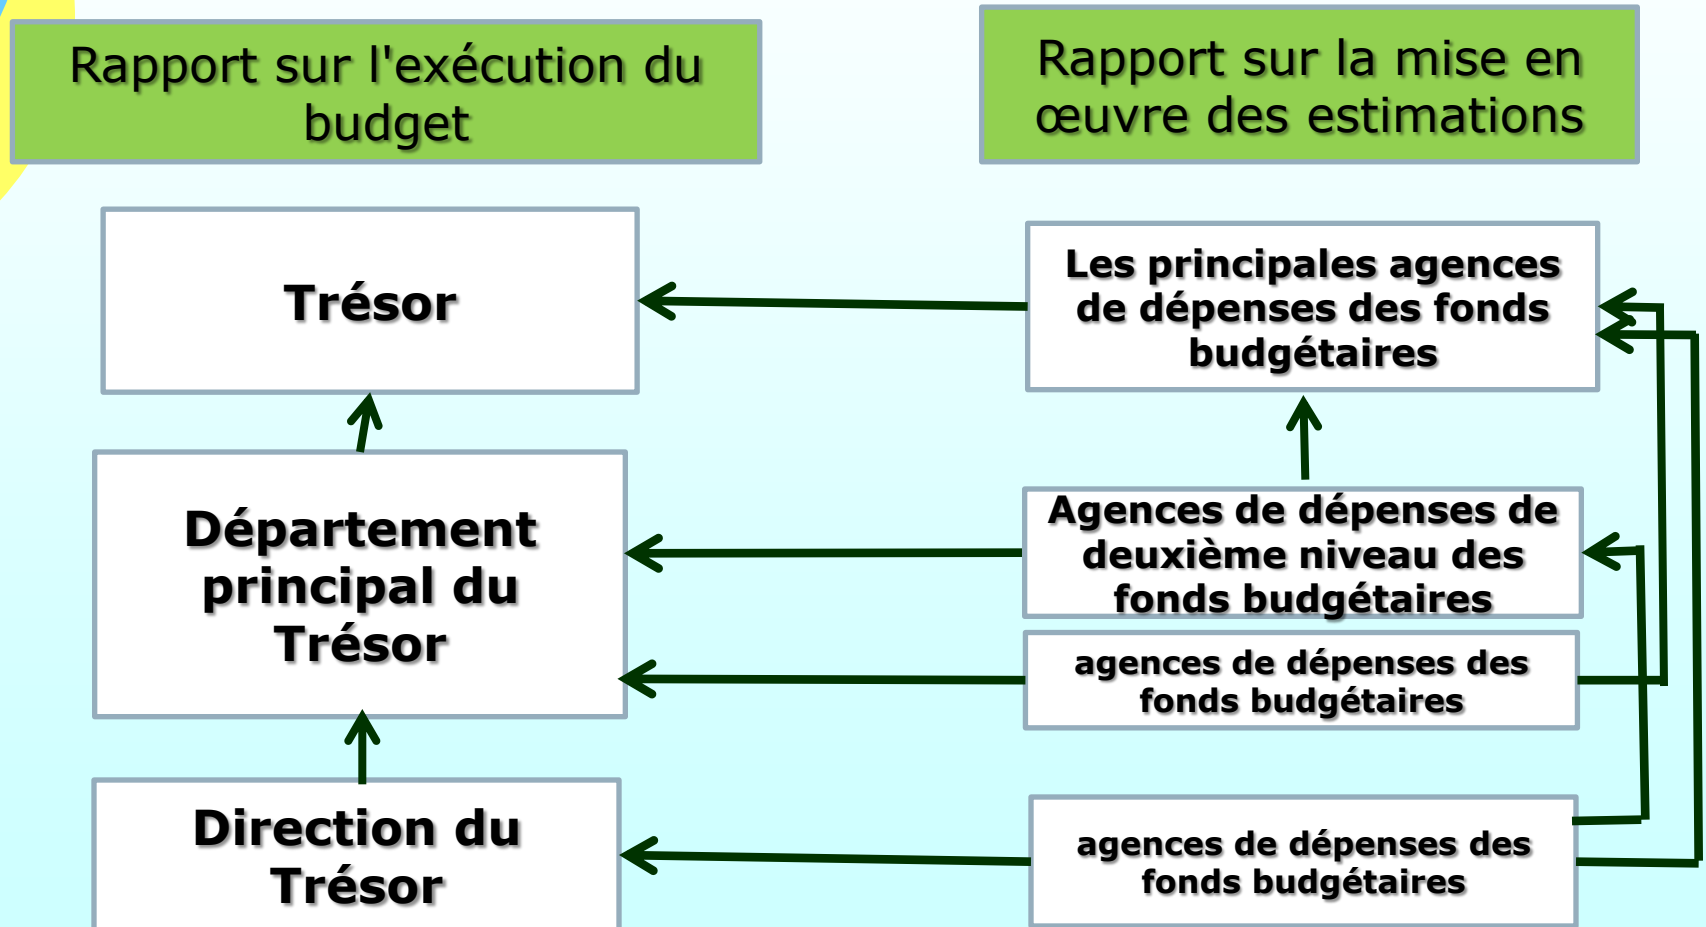 Rapport sur l'exécution du
budget
Rapport sur la mise en
œuvre des estimations
Trésor
Les principales agences
de dépenses des fonds
budgétaires
Département
principal du
Trésor
Agences de dépenses de
deuxième niveau des
fonds budgétaires
agences de dépenses des
fonds budgétaires
Direction du
Trésor
agences de dépenses des
fonds budgétaires